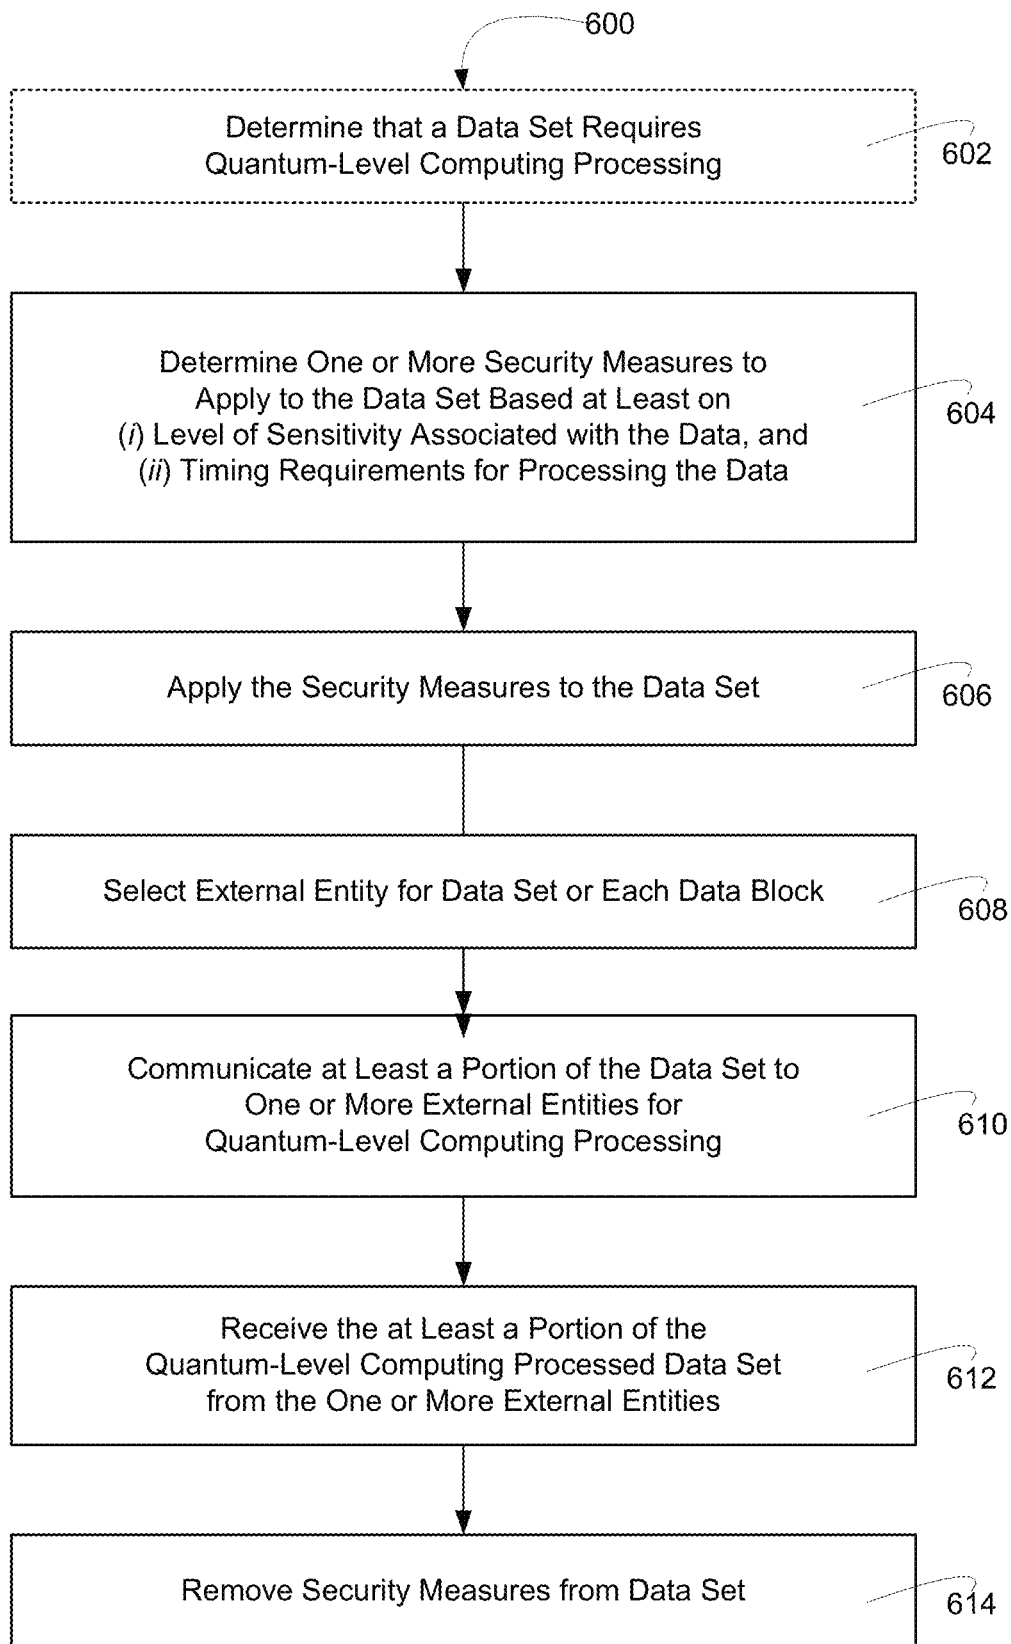 600
Determine that a Data Set Requires
Quantum-Level Computing Processing
602
Determine One or More Security Measures to
Apply to the Data Set Based at Least on
(i) Level of Sensitivity Associated with the Data, and
(ii) Timing Requirements for Processing the Data
604
Apply the Security Measures to the Data Set
606
Select External Entity for Data Set or Each Data Block
608
Communicate at Least a Portion of the Data Set to
One or More External Entities for
Quantum-Level Computing Processing
610
Receive the at Least a Portion of the
Quantum-Level Computing Processed Data Set
from the One or More External Entities
612
Remove Security Measures from Data Set
614